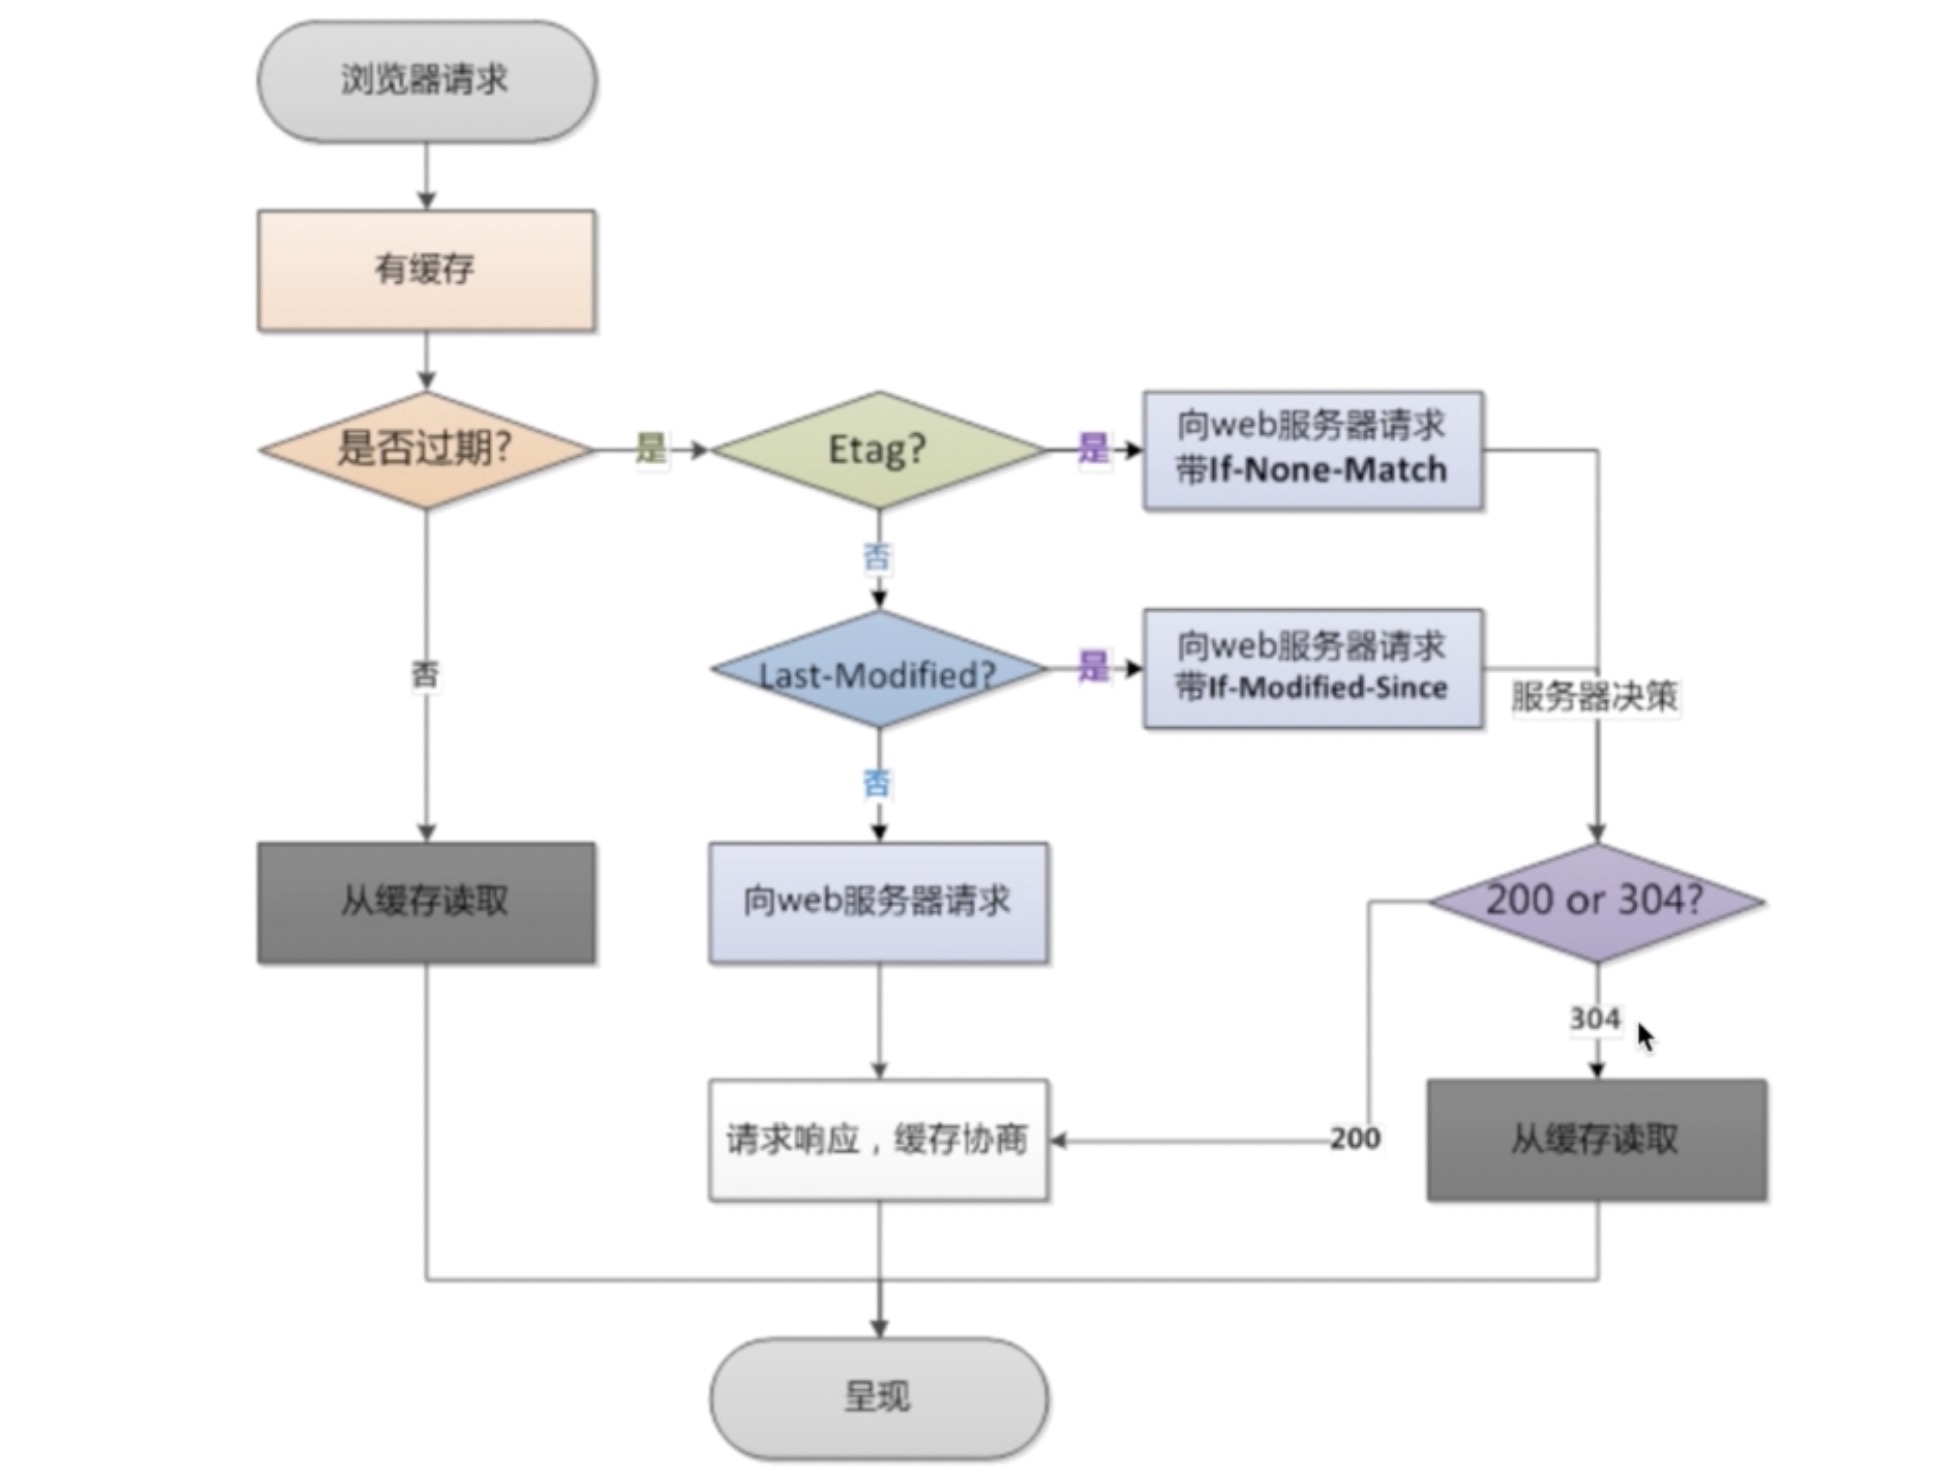 浏览器请求
有缓存
是否过期?
是
Etag?
是
向web服务器请求
带If-None-Match
否
否
Last-Modified?
是
向web服务器请求
带If-Modified-Since
服务器决策
否
从缓存读取
向web服务器请求
200 or 304?
304
请求响应，缓存协商
200
从缓存读取
呈现